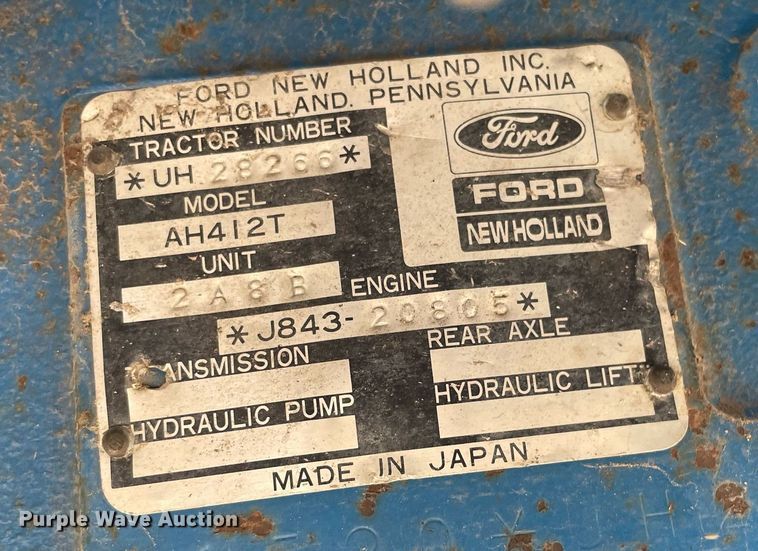 FORD NEW HOLLAND INC.
NEW HOLLAND, PENNSYLVANIA
TRACTOR NUMBER
*UH 28266*
MODEL
AH412T
UNIT
2A8B
Ford
FORD
NEW HOLLAND
ENGINE
*J843-20805*
TRANSMISSION
REAR AXLE
HYDRAULIC PUMP
HYDRAULIC LIFT
MADE IN JAPAN
Purple Wave Auction